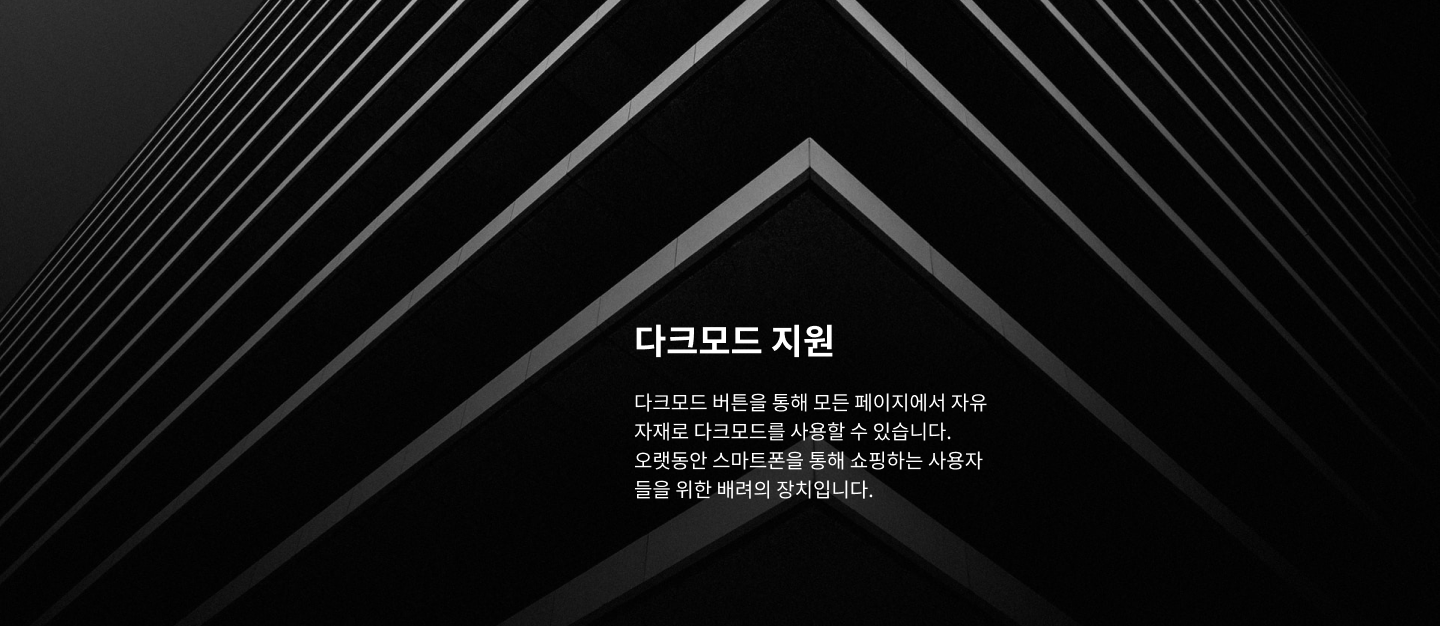 다크모드 지원
다크모드 버튼을 통해 모든 페이지에서 자유
자재로 다크모드를 사용할 수 있습니다.
오랫동안 스마트폰을 통해 쇼핑하는 사용자
들을 위한 배려의 장치입니다.